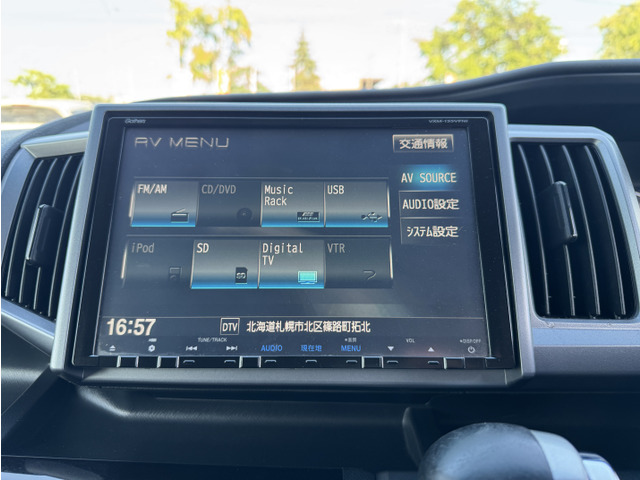 Gathers
AV MENU
交通情報
FM/AM
CD/DVD
Music
Rack
USB
AV SOURCE
AUDIO設定
システム設定
iPod
SD
Digital
TV
VTR
16:57
DTV 北海道札幌市北区篠路町拓北
TUNE/TRACK
AUDIO
現在地
MENU
VOL